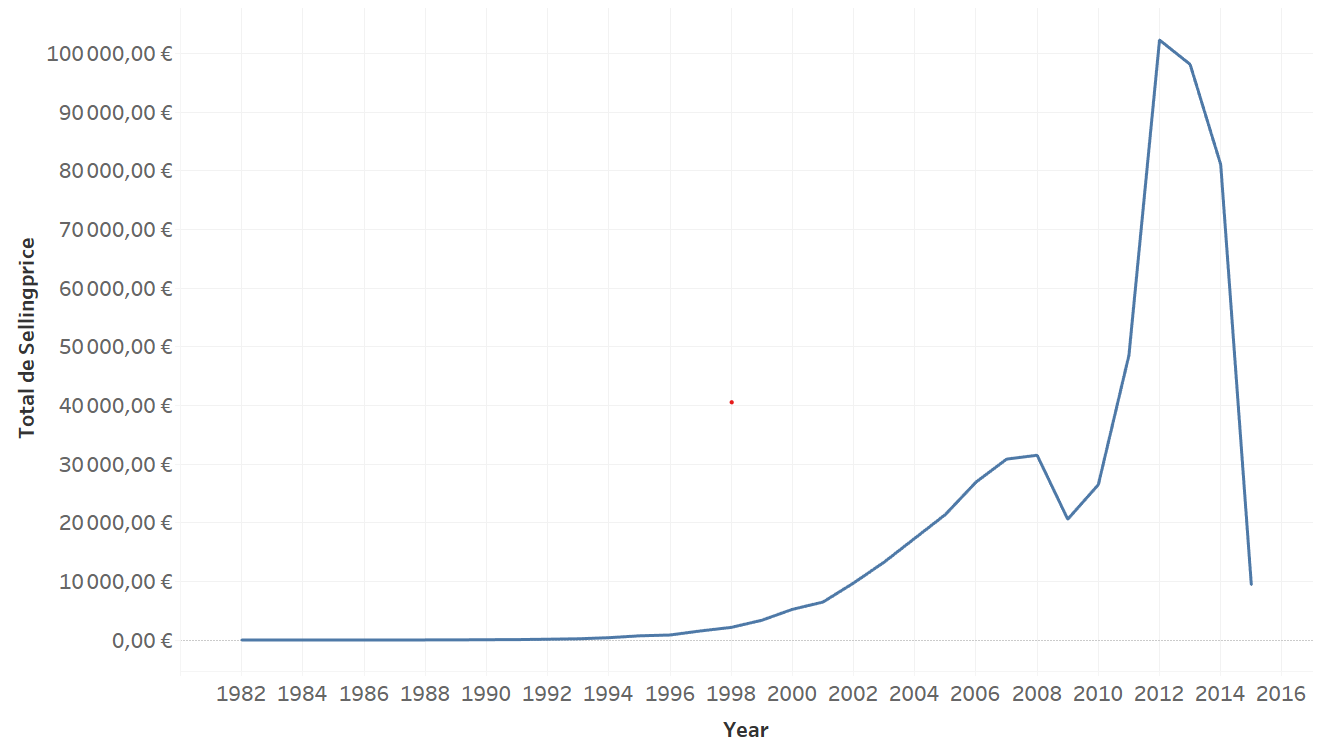 100 000,00 €
90 000,00 €
80 000,00 €
70 000,00 €
60 000,00 €
50 000,00 €
40 000,00 €
30 000,00 €
20 000,00 €
10 000,00 €
0,00 €
Total de Sellingprice
1982 1984 1986 1988 1990 1992 1994 1996 1998 2000 2002 2004 2006 2008 2010 2012 2014 2016
Year